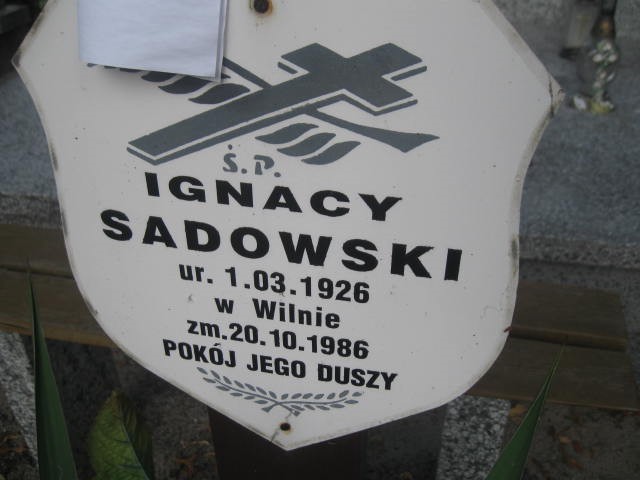 Ś.P.
IGNACY
SADOWSKI
ur. 1.03.1926
w Wilnie
zm.20.10.1986
POKÓJ JEGO DUSZY